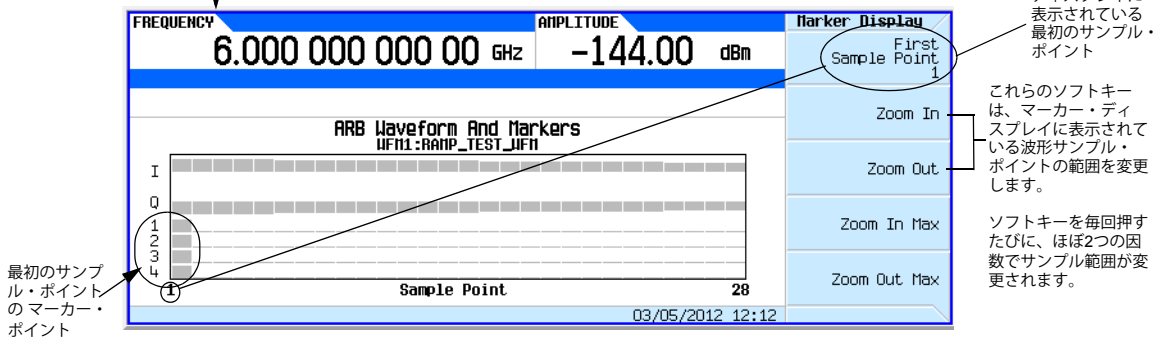 FREQUENCY
6.000 000 000 00 GHz
AMPLITUDE
-144.00 dBm
ARB Waveform And Markers
WFM1:RAMP_TEST_WFM
I
Q
1
2
3
4
1
Sample Point
28
03/05/2012 12:12
Marker Display
First
Sample Point
1
Zoom In
Zoom Out
Zoom In Max
Zoom Out Max
表示されている
最初のサンプル・
ポイント
これらのソフトキー
は、マーカー・ディ
スプレイに表示されて
いる波形サンプル・
ポイントの範囲を変更
します。
ソフトキーを毎回押す
たびに、ほぼ2つの因
数でサンプル範囲が変
更されます。
最初のサンプ
ル・ポイント
の マーカー・
ポイント